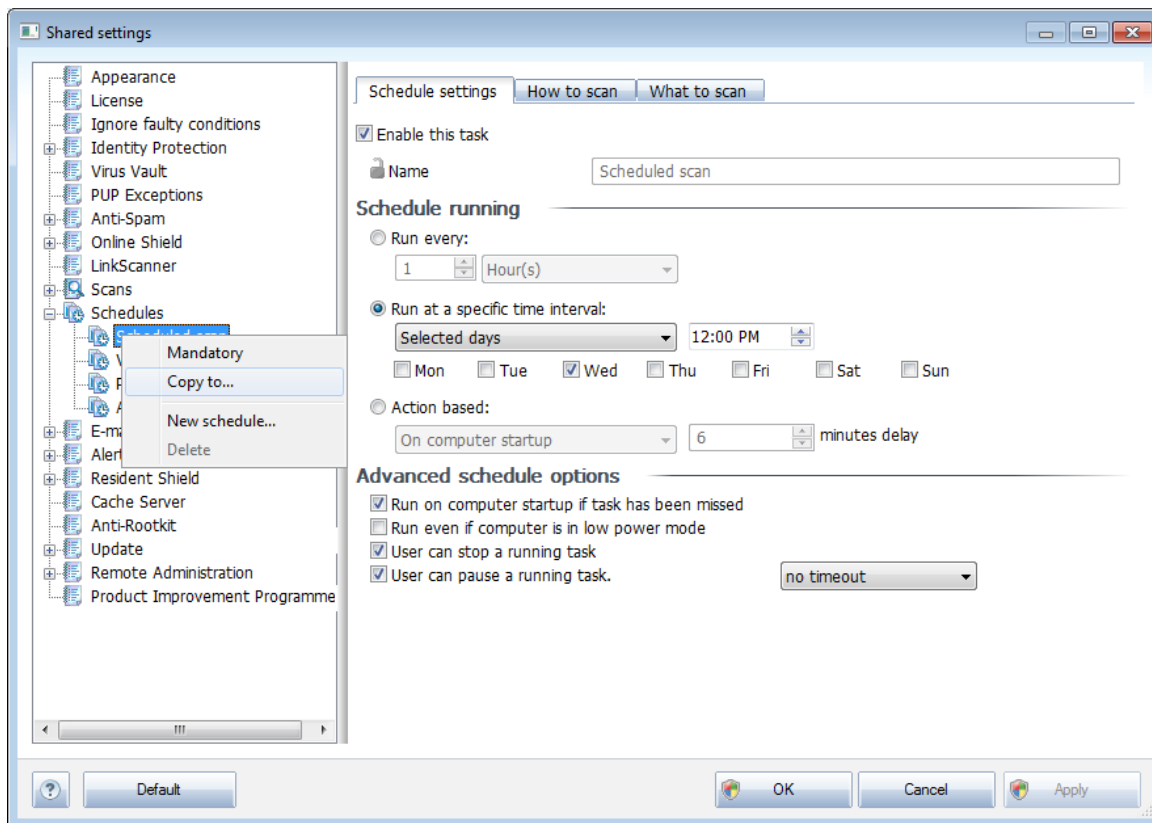 Shared settings
Appearance
License
Ignore faulty conditions
Identity Protection
Virus Vault
PUP Exceptions
Anti-Spam
Online Shield
LinkScanner
Scans
Schedules
Mandatory
Copy to...
New schedule...
Delete
Resident Shield
Cache Server
Anti-Rootkit
Update
Remote Administration
Product Improvement Programme
Schedule settings How to scan What to scan
Enable this task
Name Scheduled scan
Schedule running
Run every:
1 Hour(s)
Run at a specific time interval:
Selected days 12:00 PM
Mon Tue Wed Thu Fri Sat Sun
Action based:
On computer startup 6 minutes delay
Advanced schedule options
Run on computer startup if task has been missed
Run even if computer is in low power mode
User can stop a running task
User can pause a running task. no timeout
? Default OK Cancel Apply